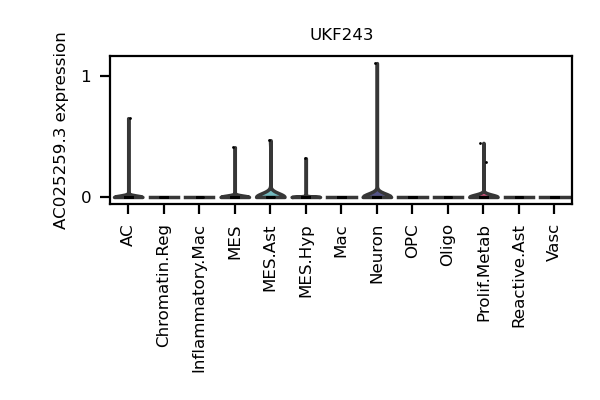 UKF243
AC025259.3 expression
1
0
AC
Chromatin.Reg
Inflammatory.Mac
MES
MES.Ast
MES.Hyp
Mac
Neuron
OPC
Oligo
Prolif.Metab
Reactive.Ast
Vasc